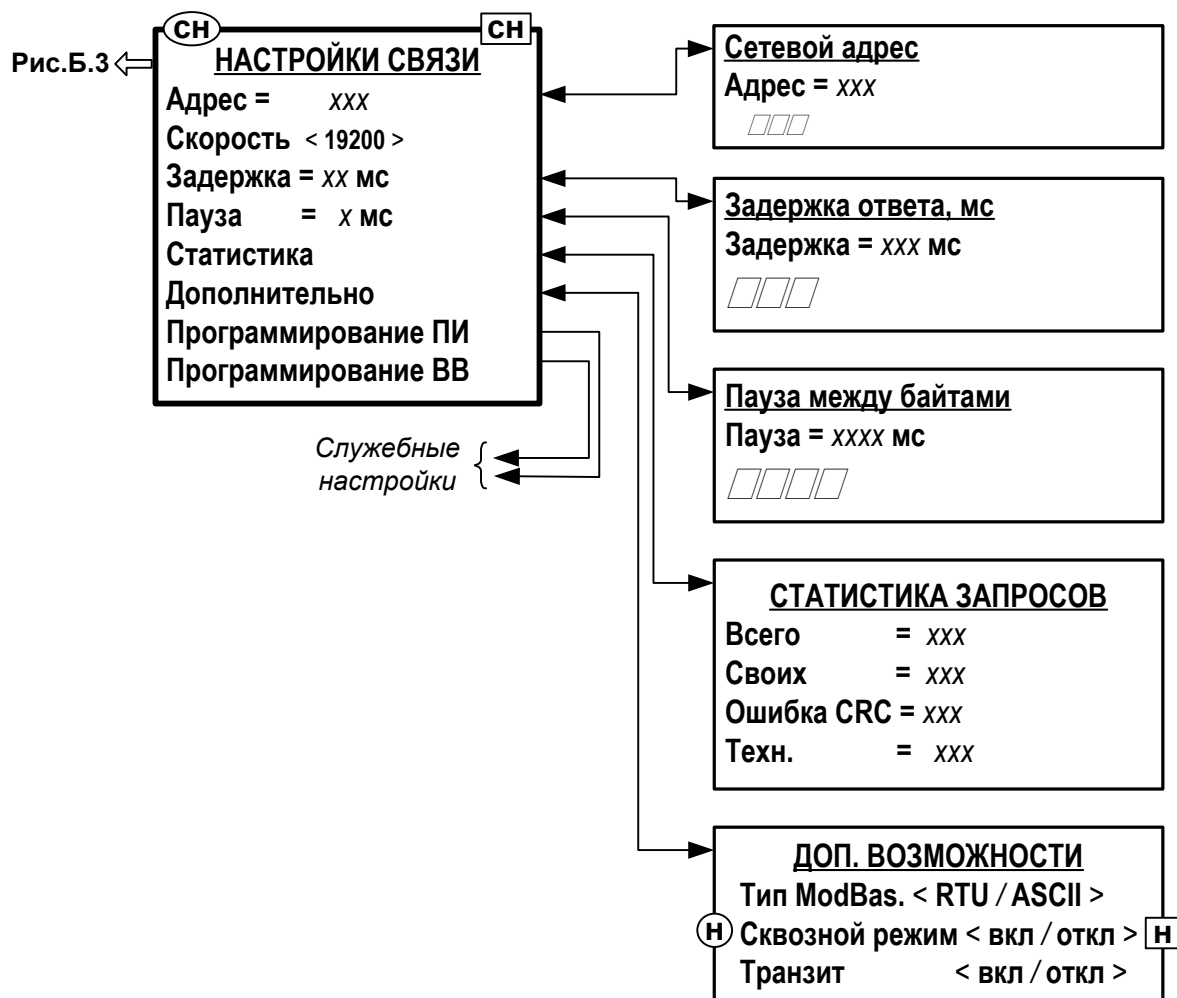 СН
СН
Рис.Б.3
НАСТРОЙКИ СВЯЗИ
Адрес = xxx
Скорость < 19200 >
Задержка = xx мс
Пауза = x мс
Статистика
Дополнительно
Программирование ПИ
Программирование ВВ
Служебные
настройки
Сетевой адрес
Адрес = xxx
Задержка ответа, мс
Задержка = xxx мс
Пауза между байтами
Пауза = xxxx мс
СТАТИСТИКА ЗАПРОСОВ
Всего = xxx
Своих = xxx
Ошибка CRC = xxx
Техн. = xxx
ДОП. ВОЗМОЖНОСТИ
Тип ModBas. < RTU / ASCII >
Н Сквозной режим < вкл / откл > Н
Транзит < вкл / откл >